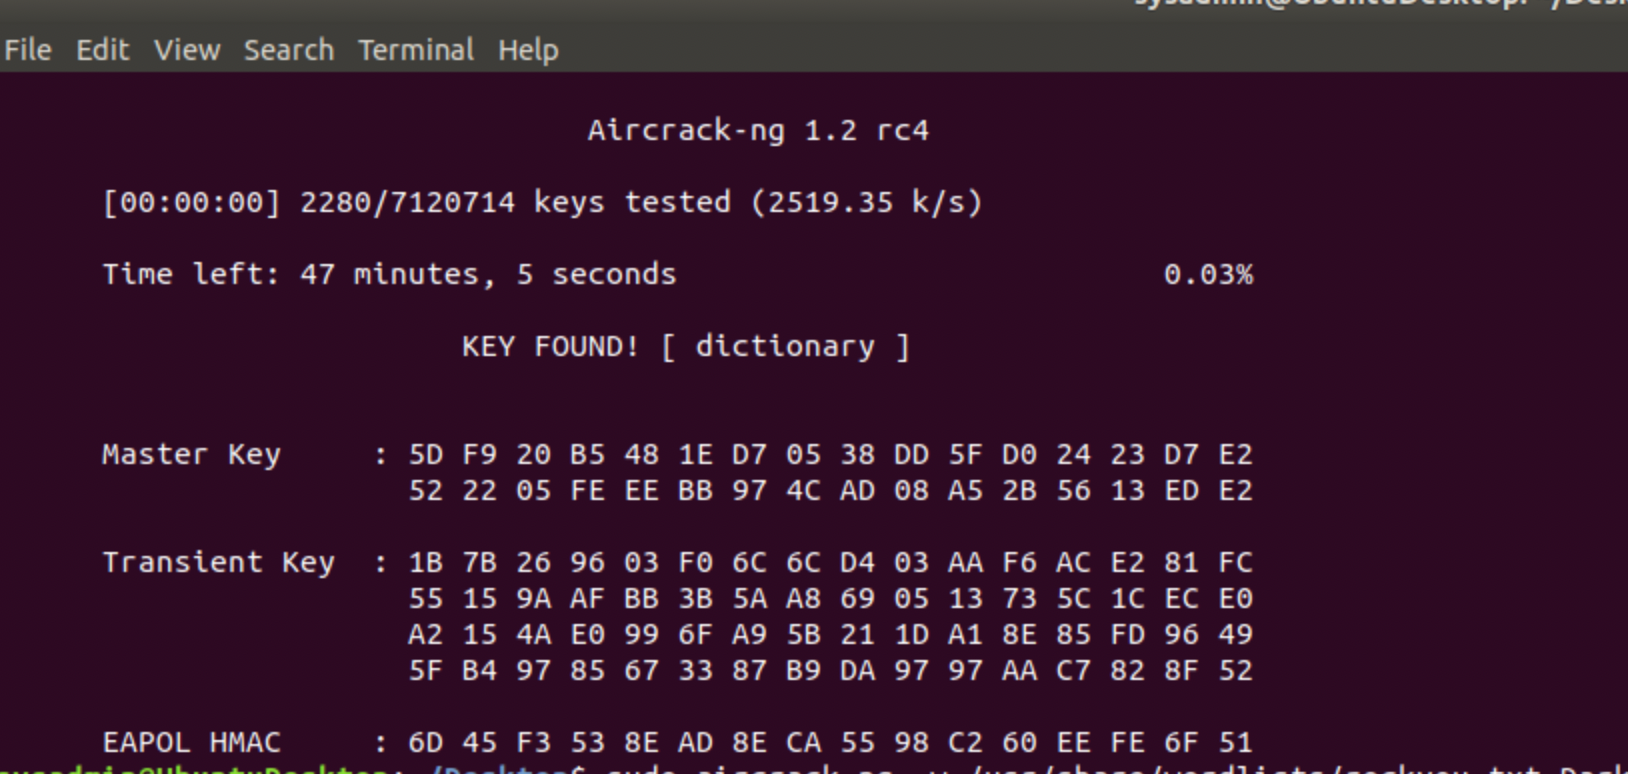 File Edit View Search Terminal Help
Aircrack-ng 1.2 rc4
[00:00:00] 2280/7120714 keys tested (2519.35 k/s)
Time left: 47 minutes, 5 seconds 0.03%
KEY FOUND! [ dictionary ]
Master Key : 5D F9 20 B5 48 1E D7 05 38 DD 5F D0 24 23 D7 E2
52 22 05 FE EE BB 97 4C AD 08 A5 2B 56 13 ED E2
Transient Key : 1B 7B 26 96 03 F0 6C 6C D4 03 AA F6 AC E2 81 FC
55 15 9A AF BB 3B 5A A8 69 05 13 73 5C 1C EC E0
A2 15 4A E0 99 6F A9 5B 21 1D A1 8E 85 FD 96 49
5F B4 97 85 67 33 87 B9 DA 97 97 AA C7 82 8F 52
EAPOL HMAC : 6D 45 F3 53 8E AD 8E CA 55 98 C2 60 EE FE 6F 51